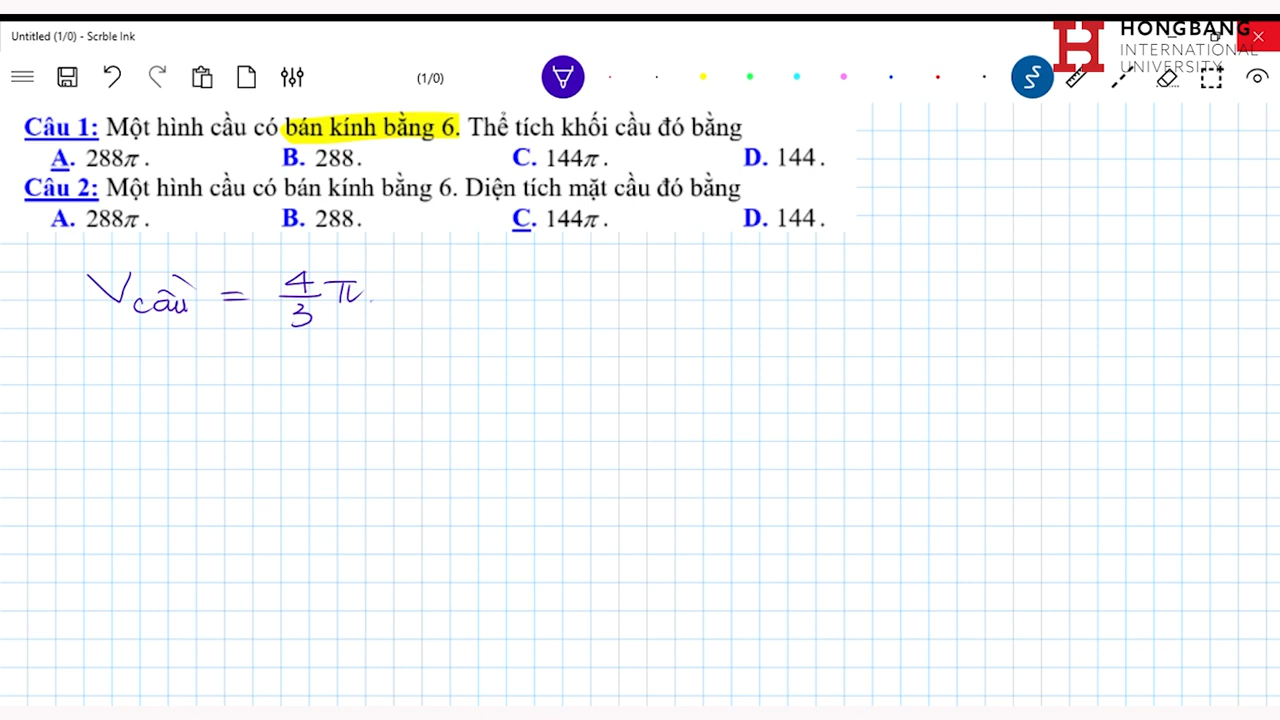 Untitled (1/0) - Scrble Ink
HONGBANG
INTERNATIONAL
UNIVERSITY
(1/0)
Câu 1: Một hình cầu có bán kính bằng 6. Thể tích khối cầu đó bằng
A. 288π. B. 288. C. 144π. D. 144.
Câu 2: Một hình cầu có bán kính bằng 6. Diện tích mặt cầu đó bằng
A. 288π. B. 288. C. 144π. D. 144.
V cầu = 4/3 π